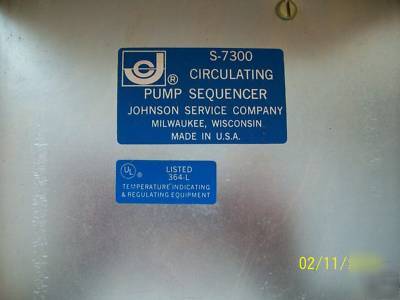 S-7300
® CIRCULATING
PUMP SEQUENCER
JOHNSON SERVICE COMPANY
MILWAUKEE, WISCONSIN
MADE IN U.S.A.
UL ® LISTED
364-L
TEMPERATURE INDICATING
& REGULATING EQUIPMENT
02/11/